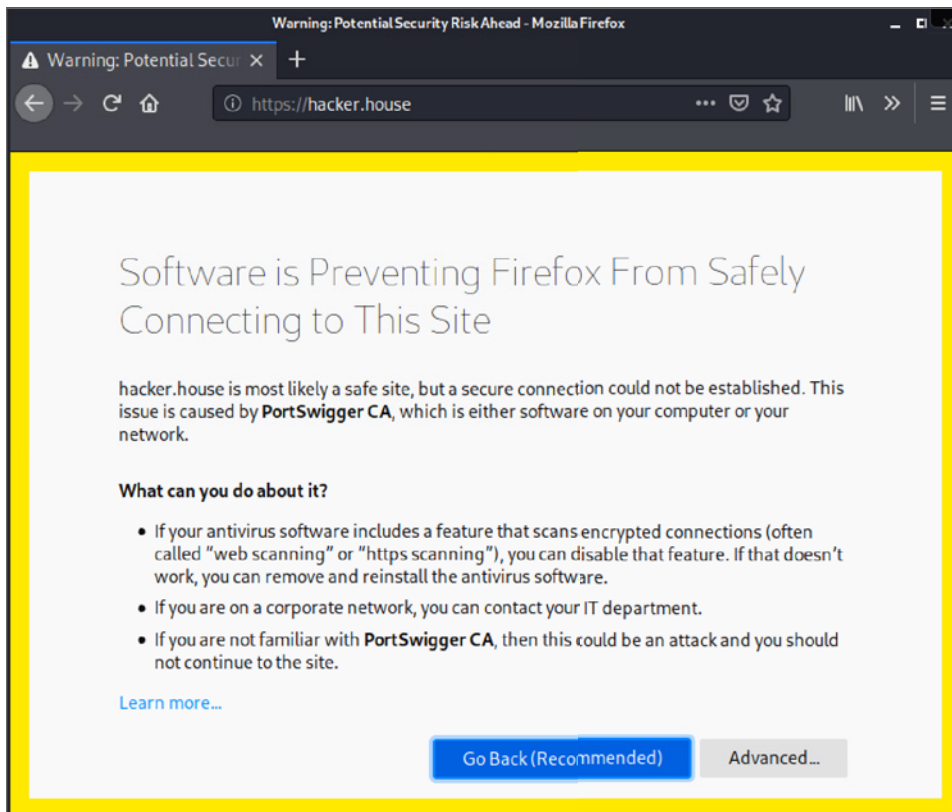 Warning: Potential Security Risk Ahead - Mozilla Firefox
Warning: Potential Secur
https://hacker.house
Software is Preventing Firefox From Safely
Connecting to This Site
hacker.house is most likely a safe site, but a secure connection could not be established. This
issue is caused by PortSwigger CA, which is either software on your computer or your
network.
What can you do about it?
• If your antivirus software includes a feature that scans encrypted connections (often
called “web scanning” or “https scanning”), you can disable that feature. If that doesn’t
work, you can remove and reinstall the antivirus software.
• If you are on a corporate network, you can contact your IT department.
• If you are not familiar with PortSwigger CA, then this could be an attack and you should
not continue to the site.
Learn more...
Go Back (Recommended) Advanced...